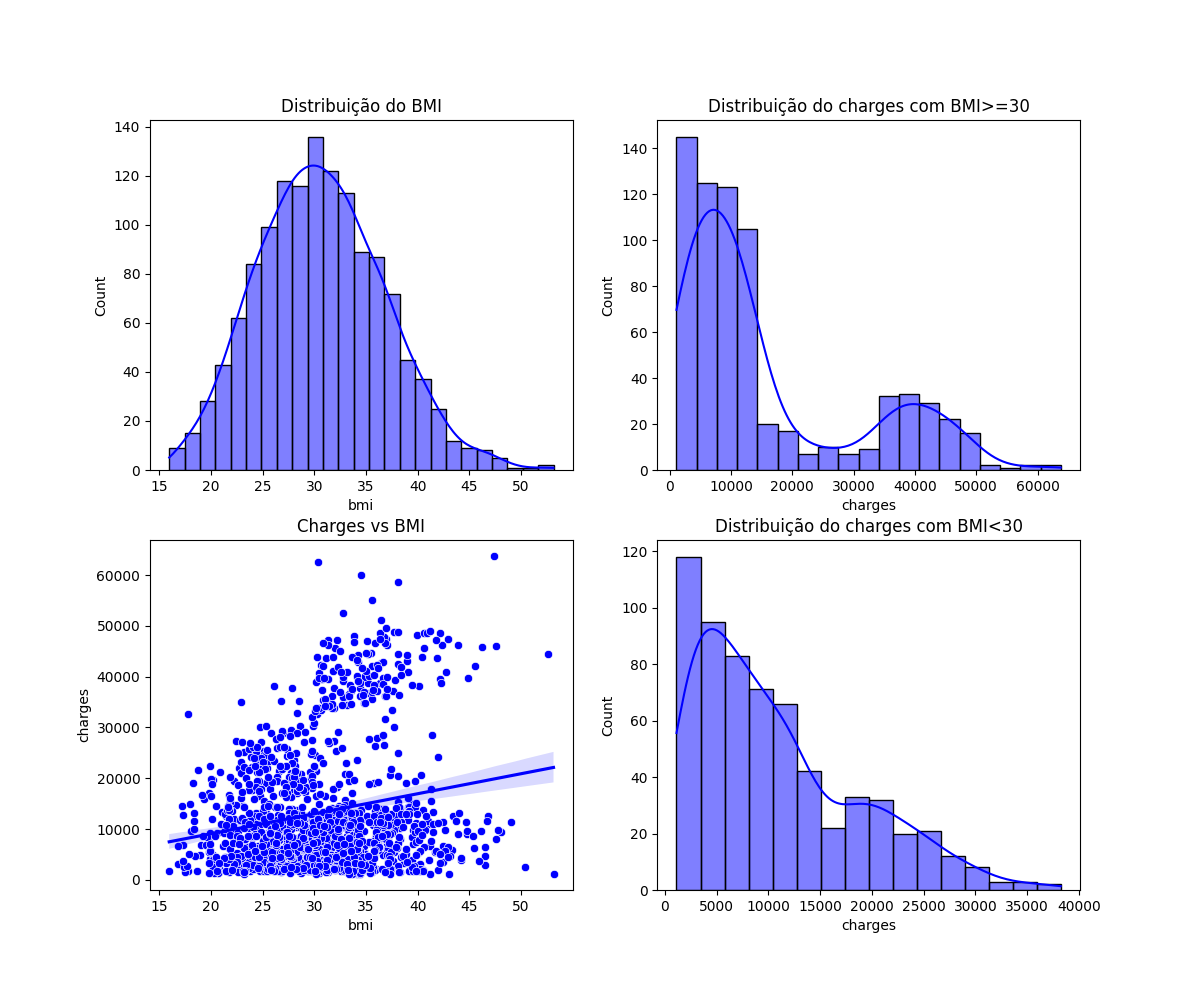 Distribuição do BMI
140
120
100
80
60
40
20
0
Count
15 20 25 30 35 40 45 50
bmi
Distribuição do charges com BMI>=30
140
120
100
80
60
40
20
0
Count
0 10000 20000 30000 40000 50000 60000
charges
Charges vs BMI
60000
50000
40000
30000
20000
10000
0
charges
15 20 25 30 35 40 45 50
bmi
Distribuição do charges com BMI<30
120
100
80
60
40
20
0
Count
0 5000 10000 15000 20000 25000 30000 35000 40000
charges